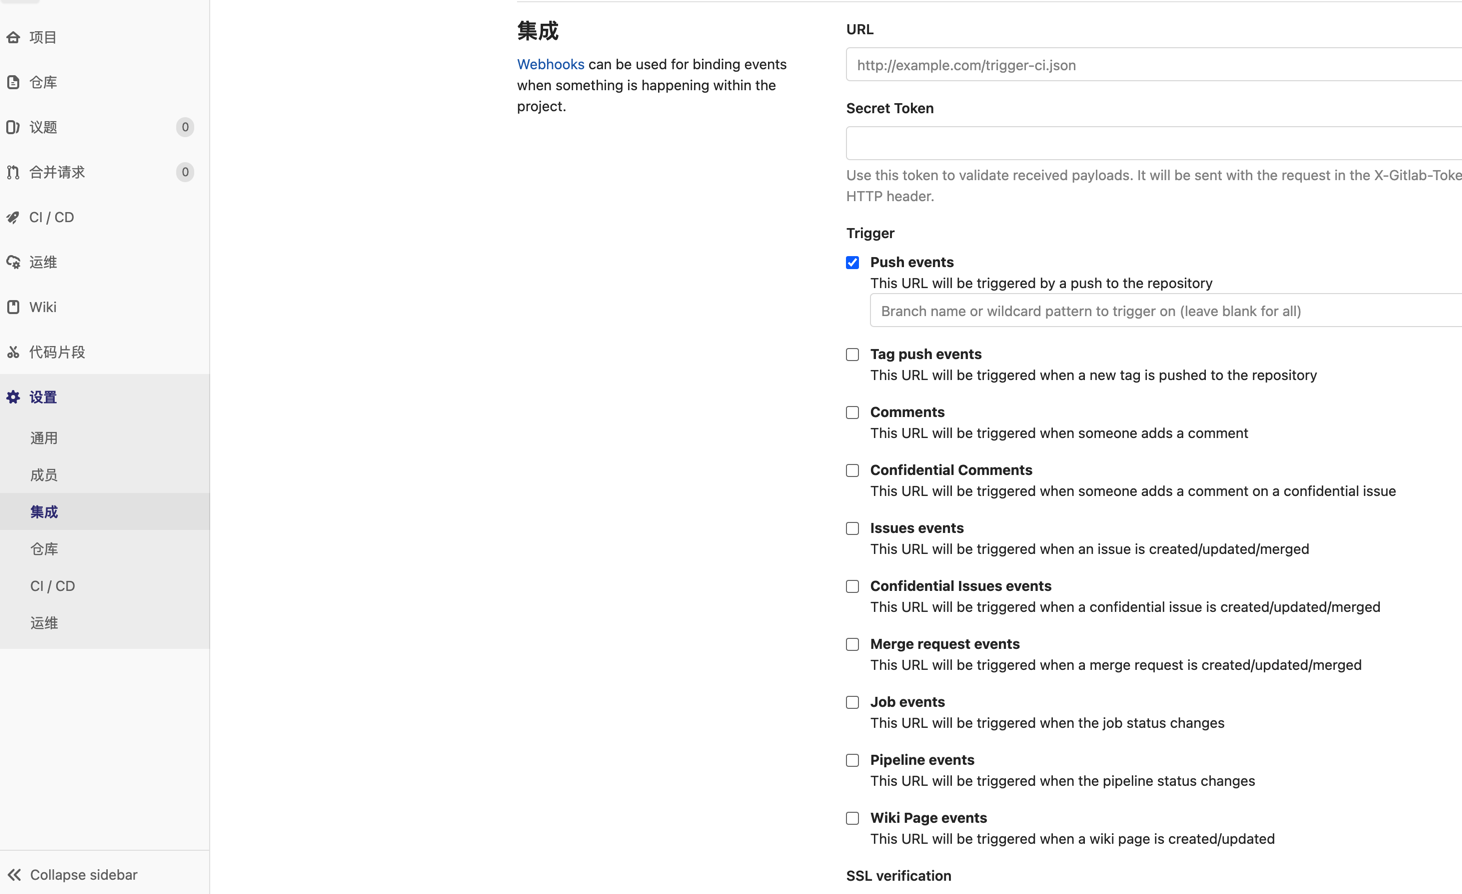 项目
仓库
议题 0
合并请求 0
CI / CD
运维
Wiki
代码片段
设置
通用
成员
集成
仓库
CI / CD
运维
Collapse sidebar
集成
Webhooks can be used for binding events
when something is happening within the
project.
URL
http://example.com/trigger-ci.json
Secret Token
Use this token to validate received payloads. It will be sent with the request in the X-Gitlab-Toke
HTTP header.
Trigger
Push events
This URL will be triggered by a push to the repository
Branch name or wildcard pattern to trigger on (leave blank for all)
Tag push events
This URL will be triggered when a new tag is pushed to the repository
Comments
This URL will be triggered when someone adds a comment
Confidential Comments
This URL will be triggered when someone adds a comment on a confidential issue
Issues events
This URL will be triggered when an issue is created/updated/merged
Confidential Issues events
This URL will be triggered when a confidential issue is created/updated/merged
Merge request events
This URL will be triggered when a merge request is created/updated/merged
Job events
This URL will be triggered when the job status changes
Pipeline events
This URL will be triggered when the pipeline status changes
Wiki Page events
This URL will be triggered when a wiki page is created/updated
SSL verification